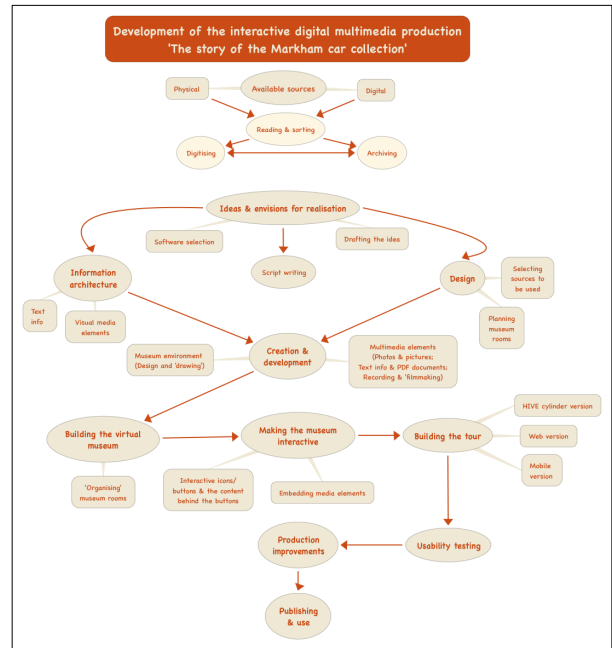 Development of the interactive digital multimedia production
'The story of the Markham car collection'
Physical
Available sources
Digital
Reading & sorting
Digitising
Archiving
Ideas & envisions for realisation
Software selection
Drafting the idea
Script writing
Information
architecture
Design
Selecting
sources to
be used
Text
info
Visual media
elements
Planning
museum
rooms
Museum environment
(Design and 'drawing')
Creation &
development
Multimedia elements
(Photos & pictures;
Text info & PDF documents;
Recording & 'filmmaking)
HIVE cylinder version
Building the virtual
museum
Making the museum
interactive
Building the tour
Web version
Mobile
version
'Organising'
museum rooms
Interactive icons/
buttons & the content
behind the buttons
Embedding media elements
Production
improvements
Usability testing
Publishing
& use